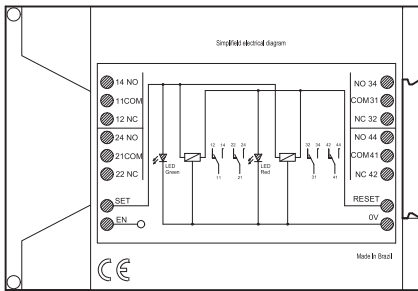 Simplfield electrical diagram
14 NO
11COM
12 NC
24 NO
21COM
22 NC
SET
EN
NO 34
COM31
NC 32
NO 44
COM41
NC 42
RESET
0V
LED
Green
12 14
11
22 24
21
LED
Red
32 34
31
42 44
41
Made In Brazil
CE